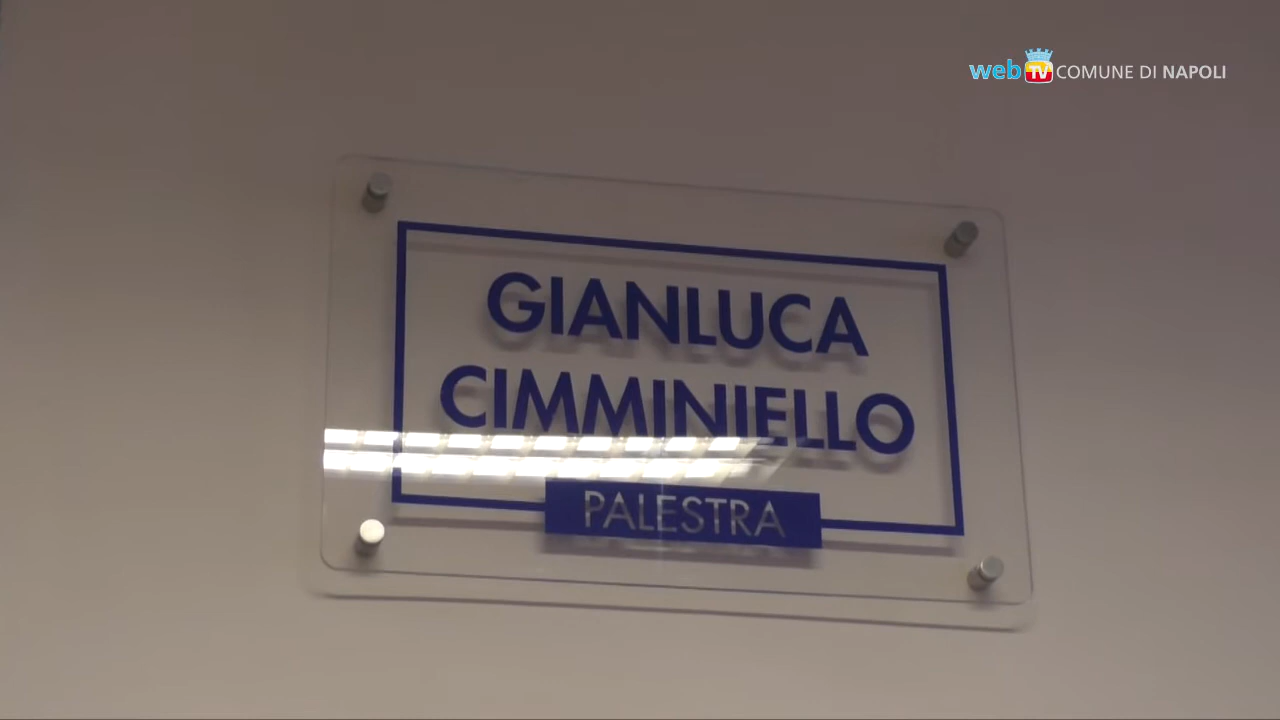 web TV COMUNE DI NAPOLI
GIANLUCA
CIMMINIELLO
PALESTRA